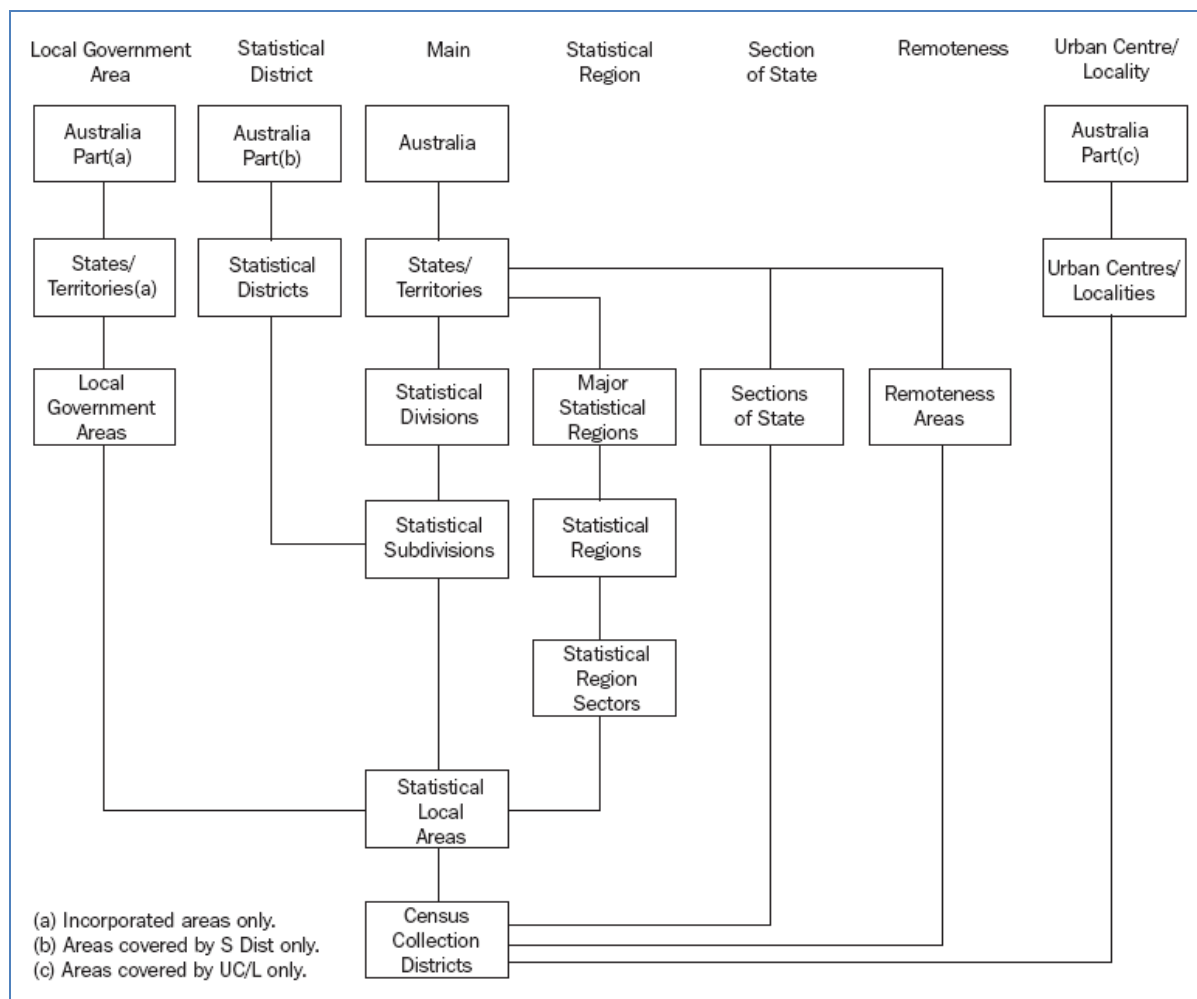 Local Government
Area
Statistical
District
Main
Statistical
Region
Section
of State
Remoteness
Urban Centre/
Locality
Australia
Part(a)
Australia
Part(b)
Australia
Australia
Part(c)
States/
Territories(a)
Statistical
Districts
States/
Territories
Urban Centres/
Localities
Local
Government
Areas
Statistical
Divisions
Major
Statistical
Regions
Sections
of State
Remoteness
Areas
Statistical
Subdivisions
Statistical
Regions
Statistical
Region
Sectors
Statistical
Local
Areas
Census
Collection
Districts
(a) Incorporated areas only.
(b) Areas covered by S Dist only.
(c) Areas covered by UC/L only.